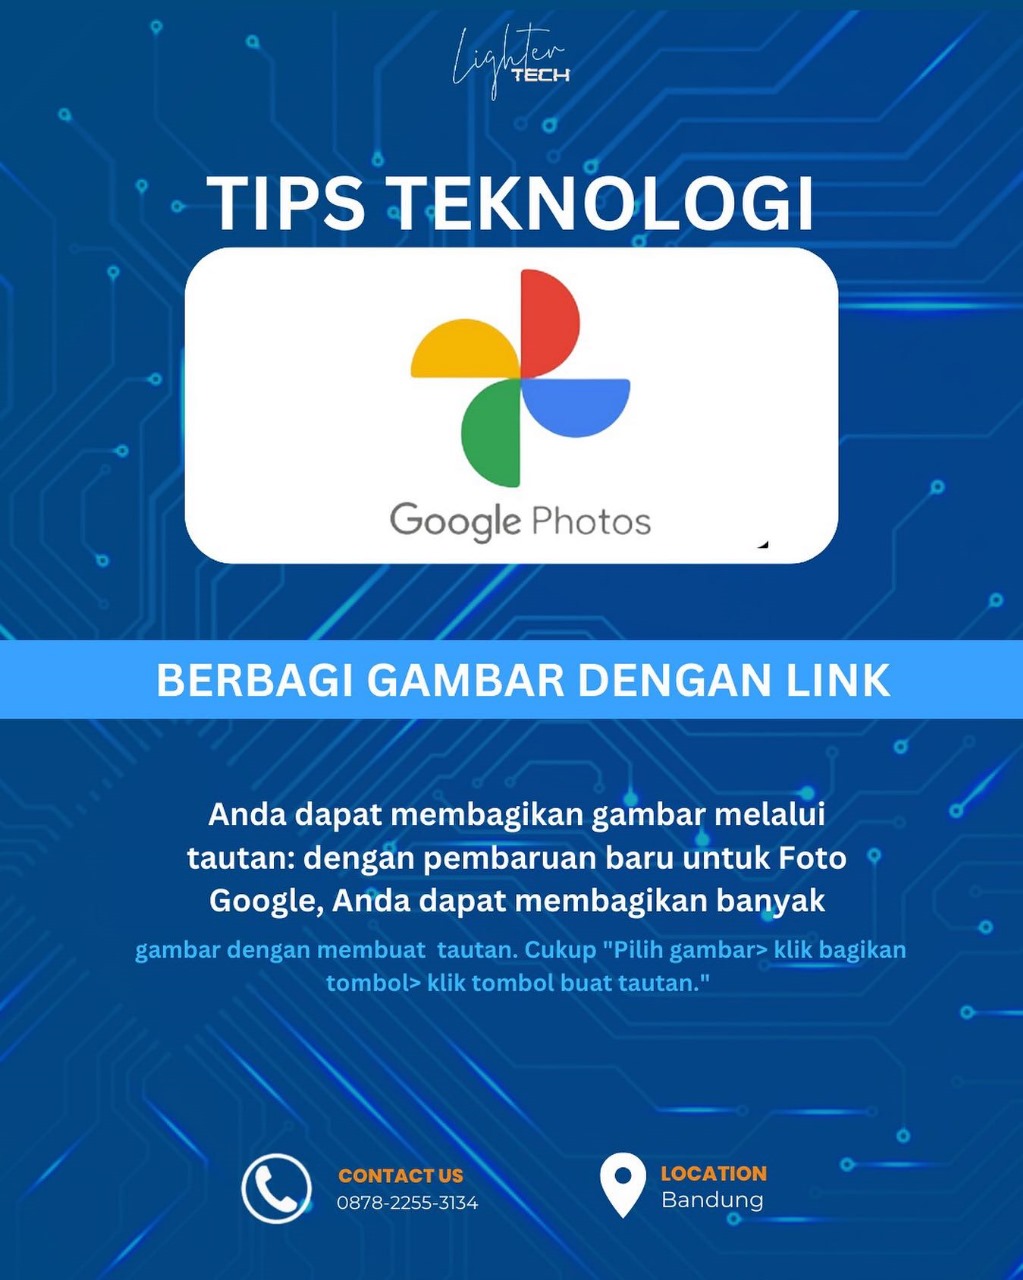 Lighter
TECH
TIPS TEKNOLOGI
Google Photos
BERBAGI GAMBAR DENGAN LINK
Anda dapat membagikan gambar melalui
tautan: dengan pembaruan baru untuk Foto
Google, Anda dapat membagikan banyak
gambar dengan membuat  tautan. Cukup "Pilih gambar> klik bagikan
tombol> klik tombol buat tautan."
CONTACT US
0878-2255-3134
LOCATION
Bandung